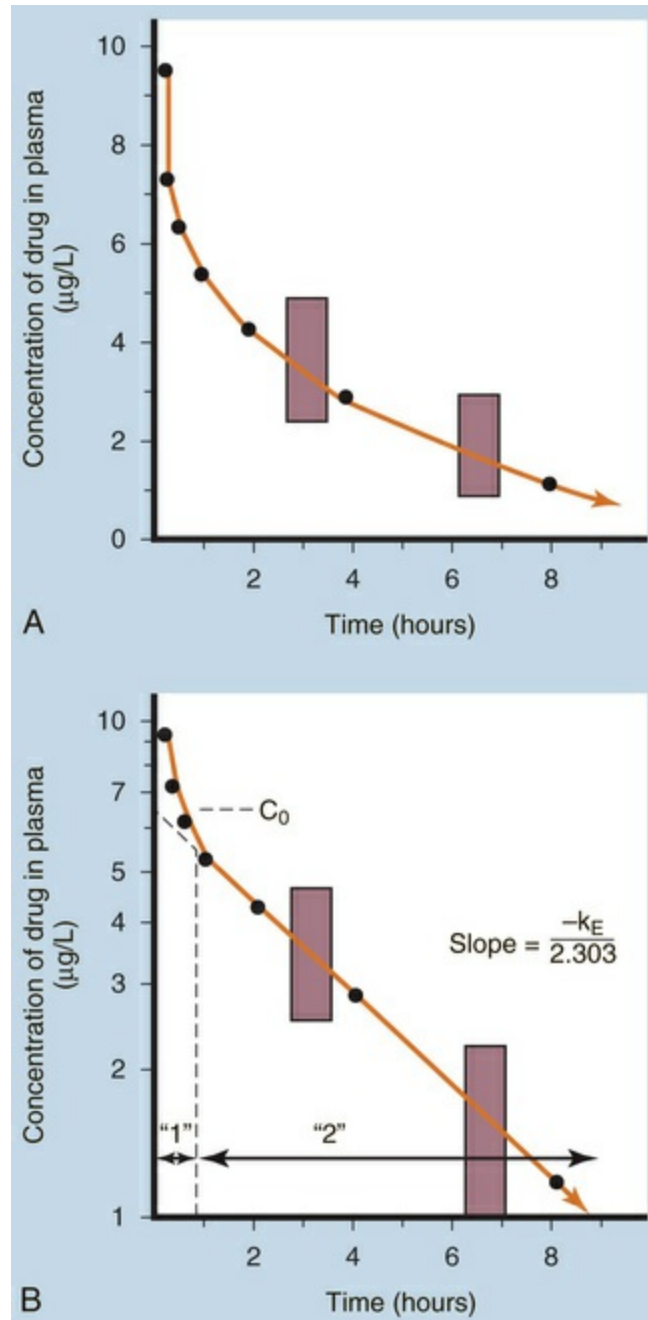 Concentration of drug in plasma
(µg/L)
10
8
6
4
2
0
2 4 6 8
Time (hours)
A
Concentration of drug in plasma
(µg/L)
10
7
5
4
3
2
1
C0
Slope = –kE
2.303
“1” “2”
2 4 6 8
Time (hours)
B